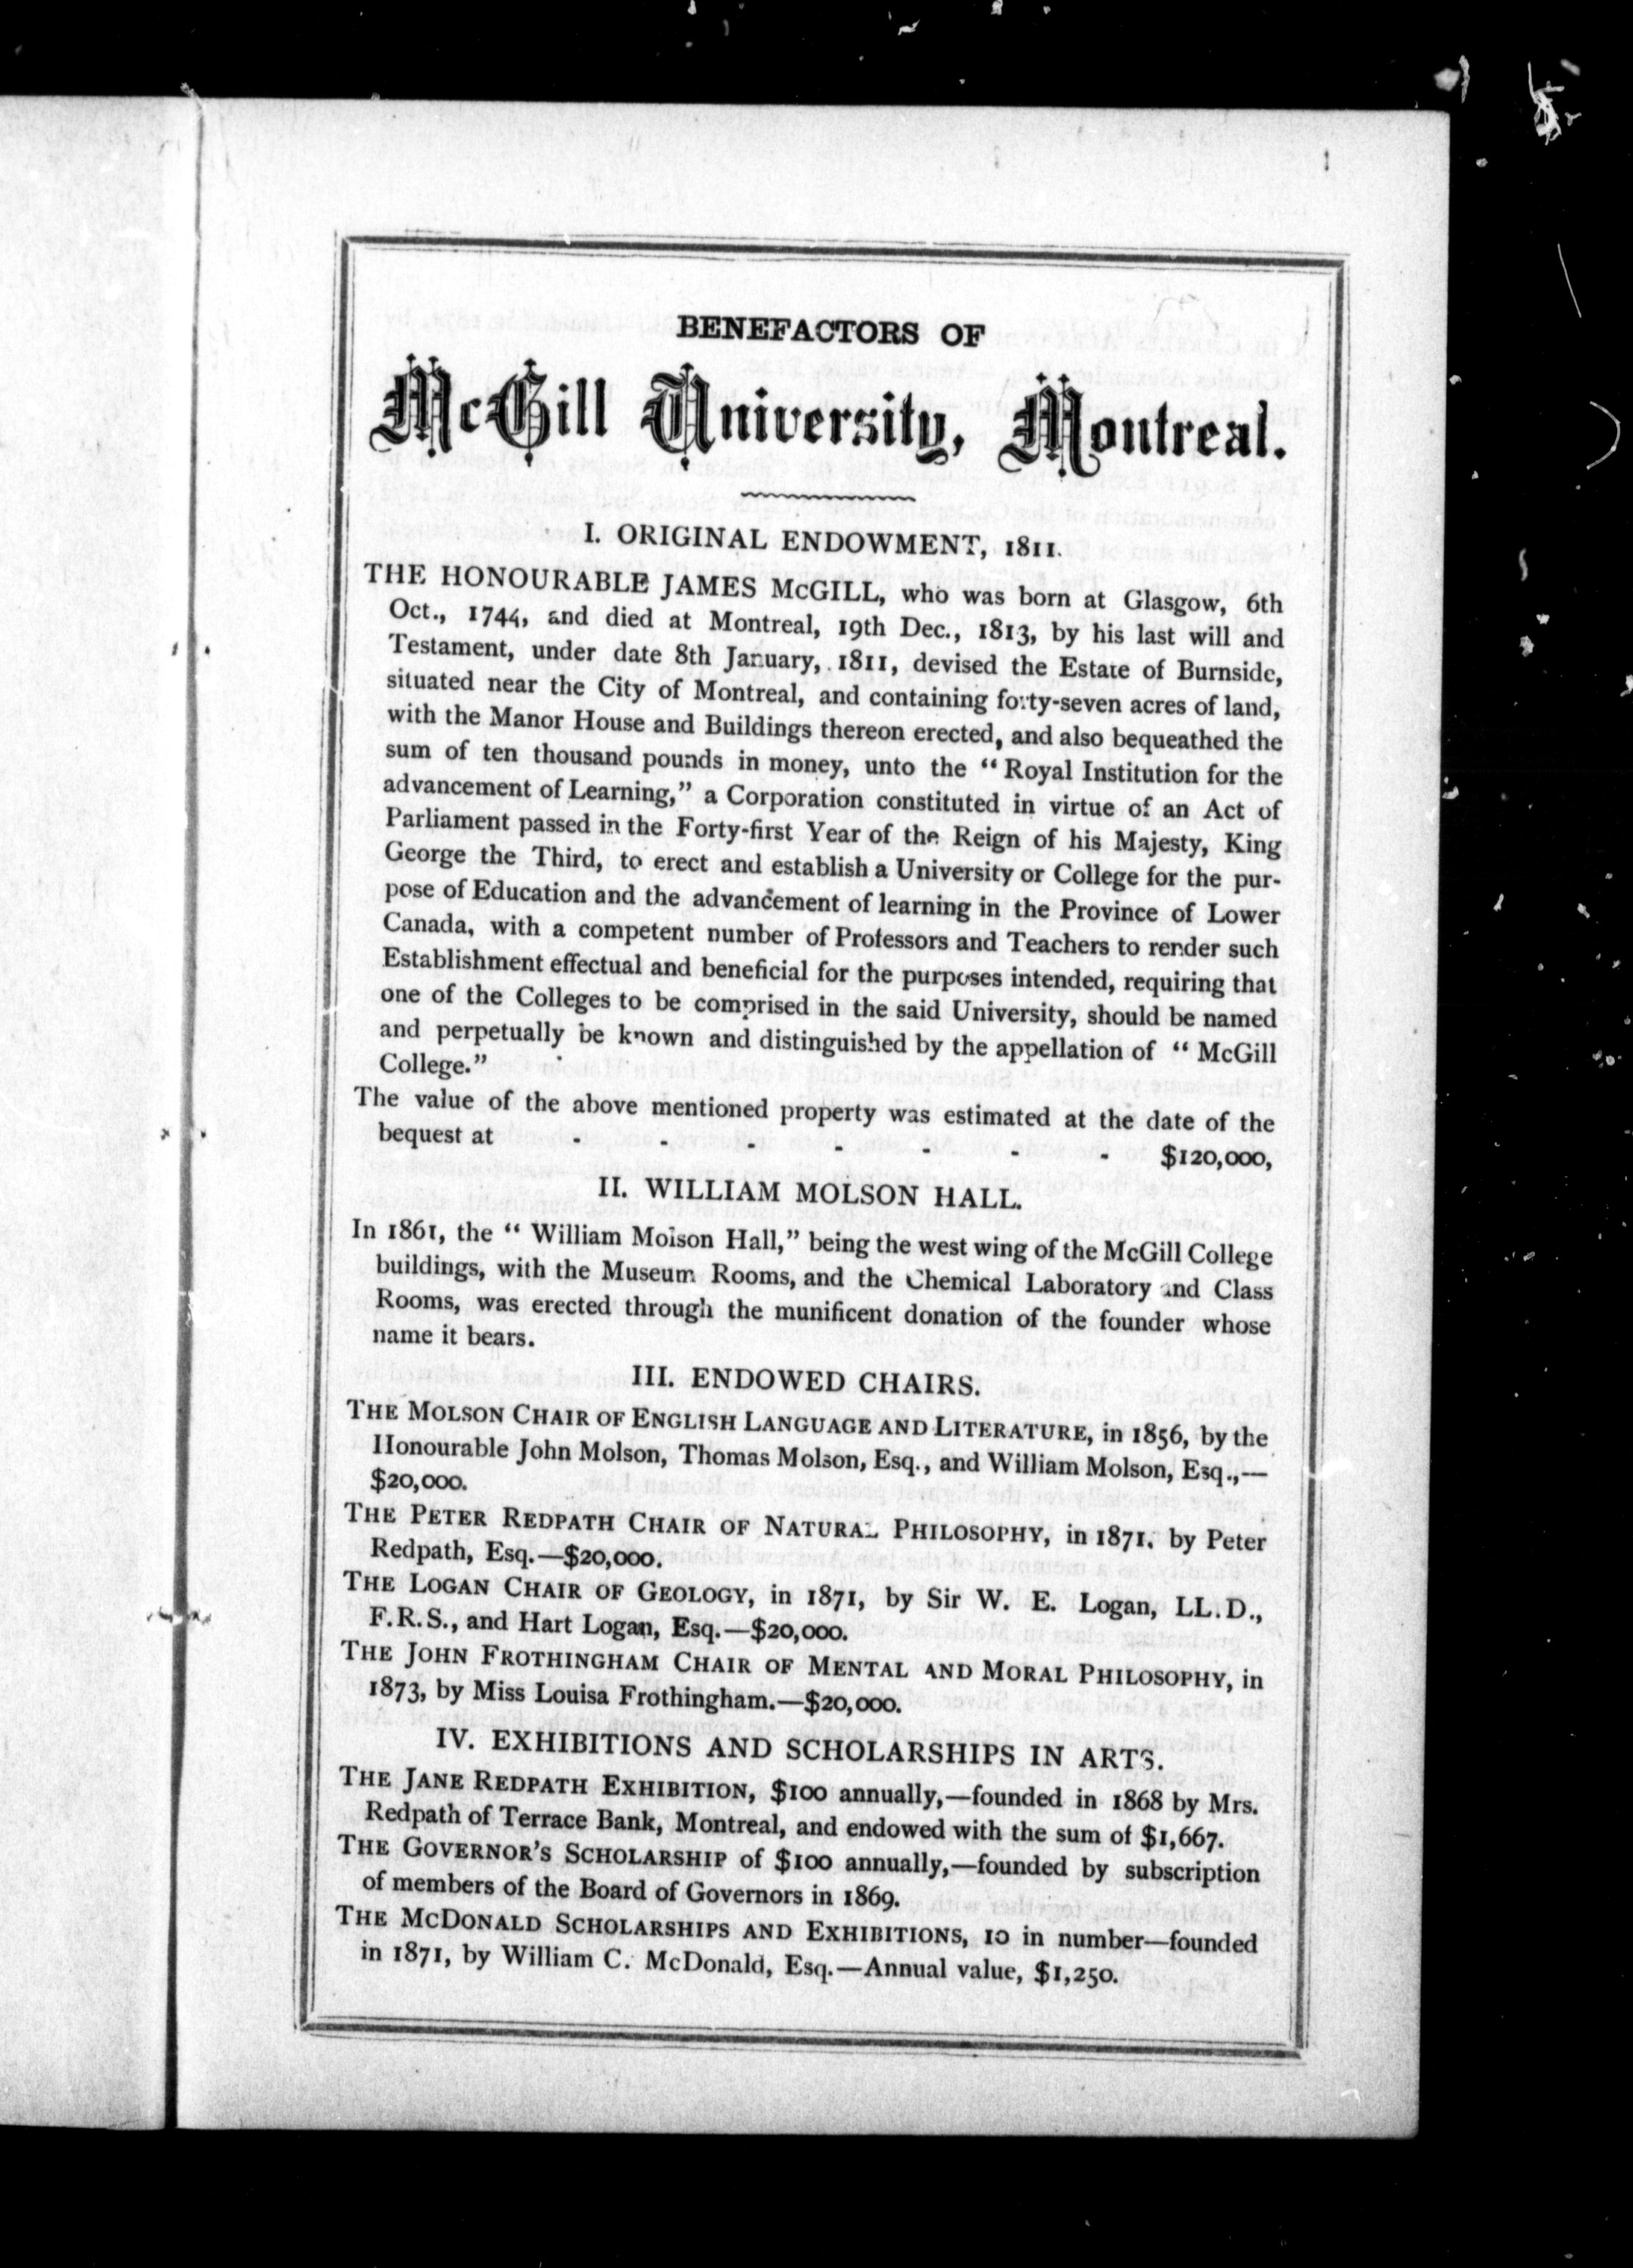 BENEFACTORS OF
McGill University, Montreal.
I. ORIGINAL ENDOWMENT, 1811.
THE HONOURABLE JAMES McGILL, who was born at Glasgow, 6th
Oct., 1744, and died at Montreal, 19th Dec., 1813, by his last will and
Testament, under date 8th January, 1811, devised the Estate of Burnside,
situated near the City of Montreal, and containing forty-seven acres of land,
with the Manor House and Buildings thereon erected, and also bequeathed the
sum of ten thousand pounds in money, unto the “ Royal Institution for the
advancement of Learning,” a Corporation constituted in virtue of an Act of
Parliament passed in the Forty-first Year of the Reign of his Majesty, King
George the Third, to erect and establish a University or College for the pur-
pose of Education and the advancement of learning in the Province of Lower
Canada, with a competent number of Professors and Teachers to render such
Establishment effectual and beneficial for the purposes intended, requiring that
one of the Colleges to be comprised in the said University, should be named
and perpetually be known and distinguished by the appellation of “ McGill
College.”
The value of the above mentioned property was estimated at the date of the
bequest at - - - - - - - $120,000,
II. WILLIAM MOLSON HALL.
In 1861, the “ William Molson Hall,” being the west wing of the McGill College
buildings, with the Museum Rooms, and the Chemical Laboratory and Class
Rooms, was erected through the munificent donation of the founder whose
name it bears.
III. ENDOWED CHAIRS.
THE MOLSON CHAIR OF ENGLISH LANGUAGE AND LITERATURE, in 1856, by the
Honourable John Molson, Thomas Molson, Esq., and William Molson, Esq.,—
$20,000.
THE PETER REDPATH CHAIR OF NATURAL PHILOSOPHY, in 1871, by Peter
Redpath, Esq.—$20,000.
THE LOGAN CHAIR OF GEOLOGY, in 1871, by Sir W. E. Logan, LL.D.,
F.R.S., and Hart Logan, Esq.—$20,000.
THE JOHN FROTHINGHAM CHAIR OF MENTAL AND MORAL PHILOSOPHY, in
1873, by Miss Louisa Frothingham.—$20,000.
IV. EXHIBITIONS AND SCHOLARSHIPS IN ARTS.
THE JANE REDPATH EXHIBITION, $100 annually,—founded in 1868 by Mrs.
Redpath of Terrace Bank, Montreal, and endowed with the sum of $1,667.
THE GOVERNOR'S SCHOLARSHIP of $100 annually,—founded by subscription
of members of the Board of Governors in 1869.
THE MCDONALD SCHOLARSHIPS AND EXHIBITIONS, 10 in number—founded
in 1871, by William C. McDonald, Esq.—Annual value, $1,250.